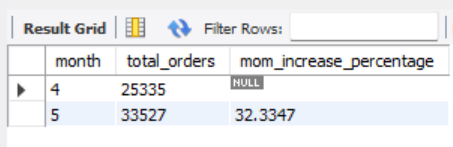 Result Grid Filter Rows:
month total_orders mom_increase_percentage
4 25335 NULL
5 33527 32.3347